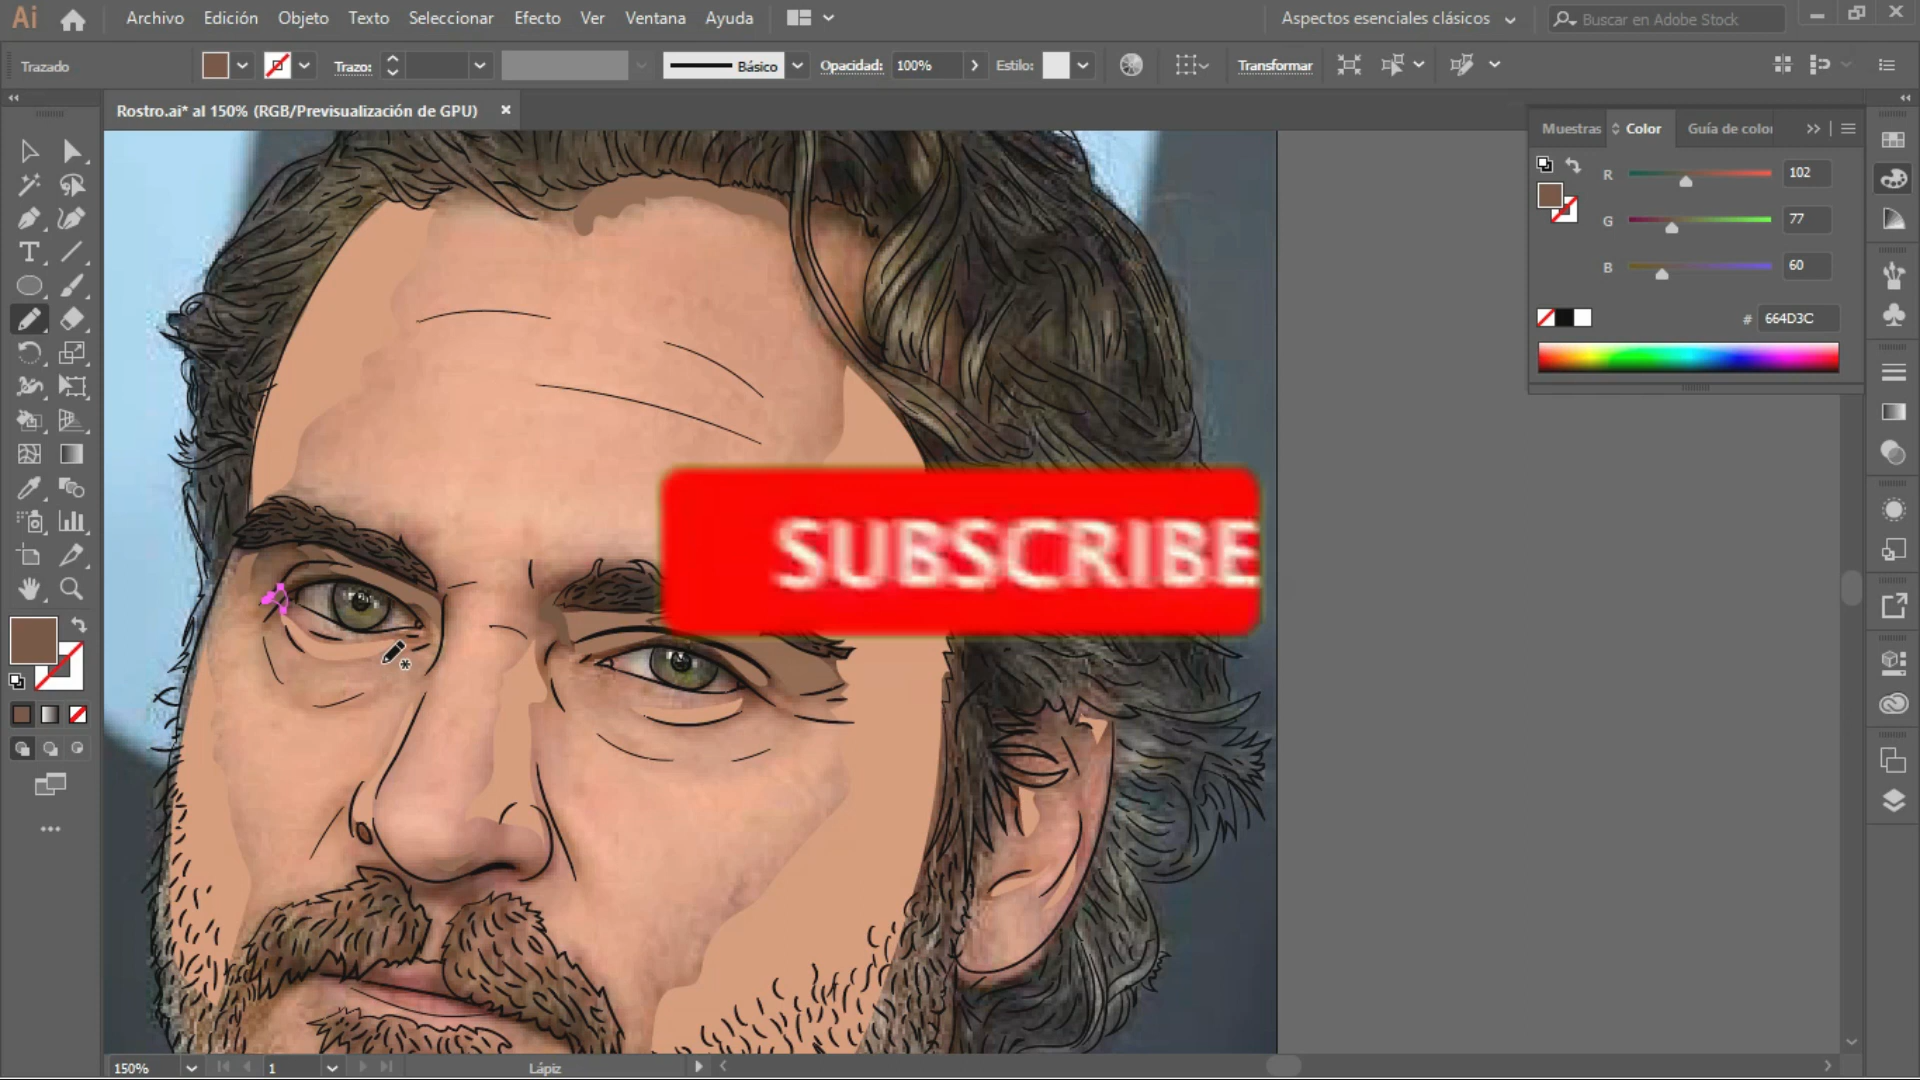 Ai Archivo Edición Objeto Texto Seleccionar Efecto Ver Ventana Ayuda Aspectos esenciales clásicos Buscar en Adobe Stock
Trazado Trazo: Básico Opacidad: 100% Estilo: Transformar
Rostro.ai* al 150% (RGB/Previsualización de GPU)
Muestras Color Guía de color
R 102
G 77
B 60
# 664D3C
SUBSCRIBE
150% 1 Lápiz